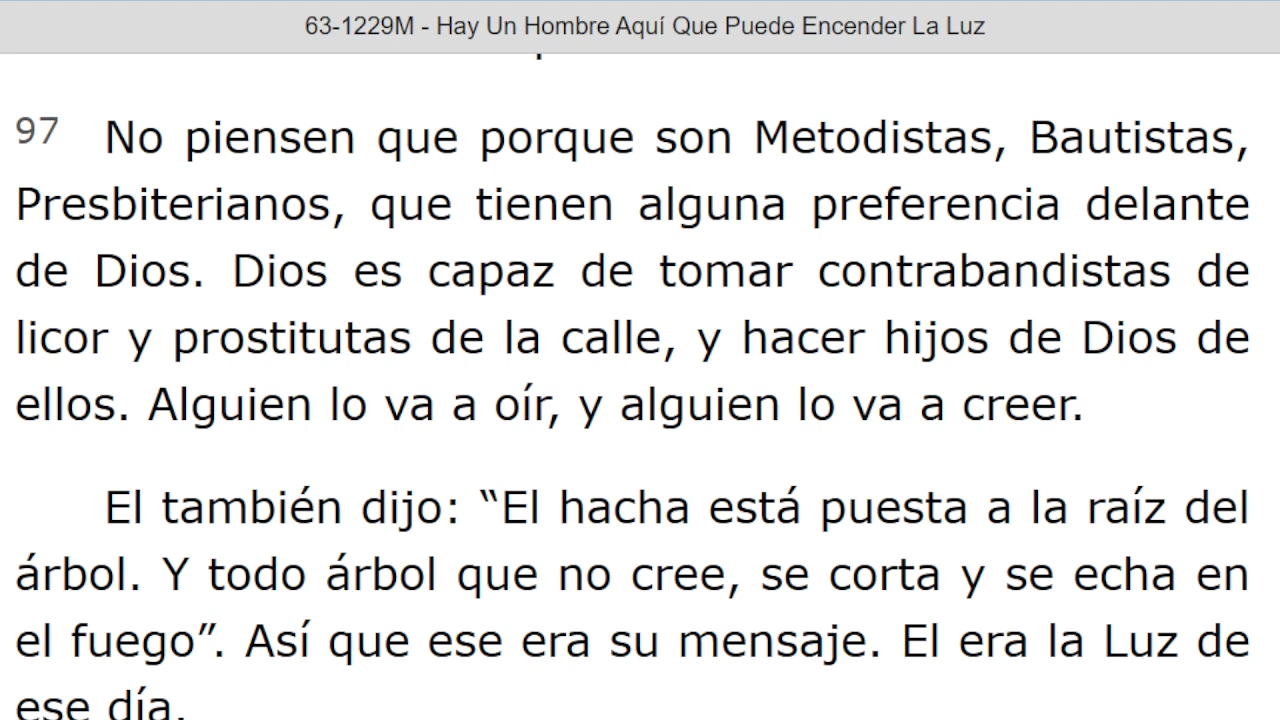 63-1229M - Hay Un Hombre Aquí Que Puede Encender La Luz
97 No piensen que porque son Metodistas, Bautistas,
Presbiterianos, que tienen alguna preferencia delante
de Dios. Dios es capaz de tomar contrabandistas de
licor y prostitutas de la calle, y hacer hijos de Dios de
ellos. Alguien lo va a oír, y alguien lo va a creer.
El también dijo: “El hacha está puesta a la raíz del
árbol. Y todo árbol que no cree, se corta y se echa en
el fuego”. Así que ese era su mensaje. El era la Luz de
ese día.